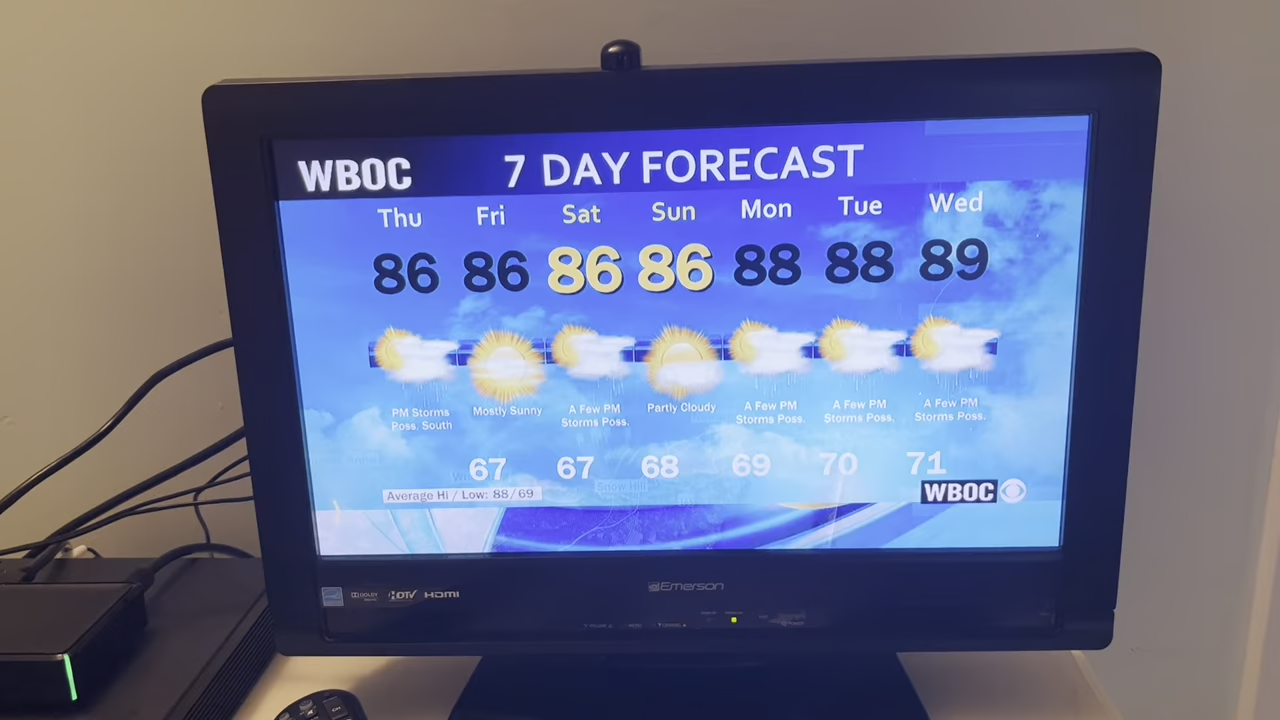 WBOC 7 DAY FORECAST
Thu Fri Sat Sun Mon Tue Wed
86 86 86 86 88 88 89
PM Storms Poss. South
Mostly Sunny
A Few PM Storms Poss.
Partly Cloudy
A Few PM Storms Poss.
A Few PM Storms Poss.
A Few PM Storms Poss.
67 67 68 69 70 71
Average Hi / Low: 88/69
WBOC
Emerson
DOLBY
HDTV
HDMI